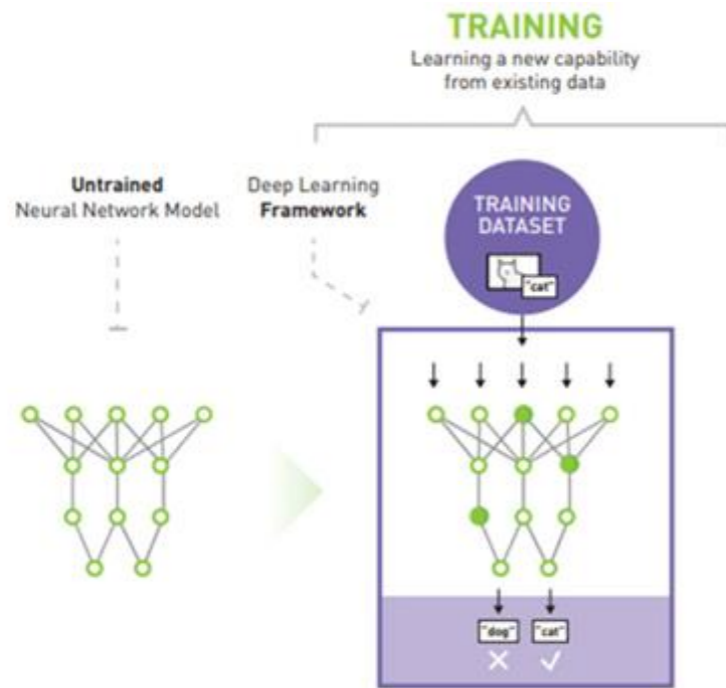 TRAINING
Learning a new capability
from existing data
Untrained
Neural Network Model
Deep Learning
Framework
TRAINING
DATASET
"cat"
"dog"
"cat"